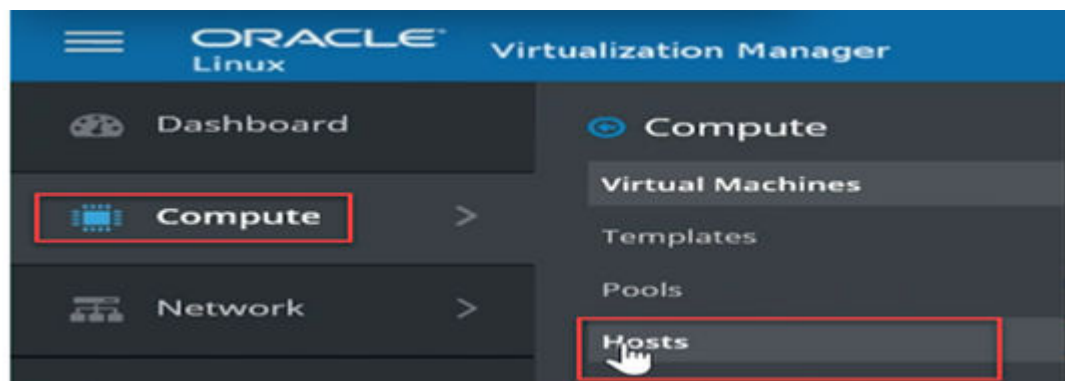 ORACLE
Linux
Virtualization Manager
Dashboard
Compute
Network
Compute
Virtual Machines
Templates
Pools
Hosts